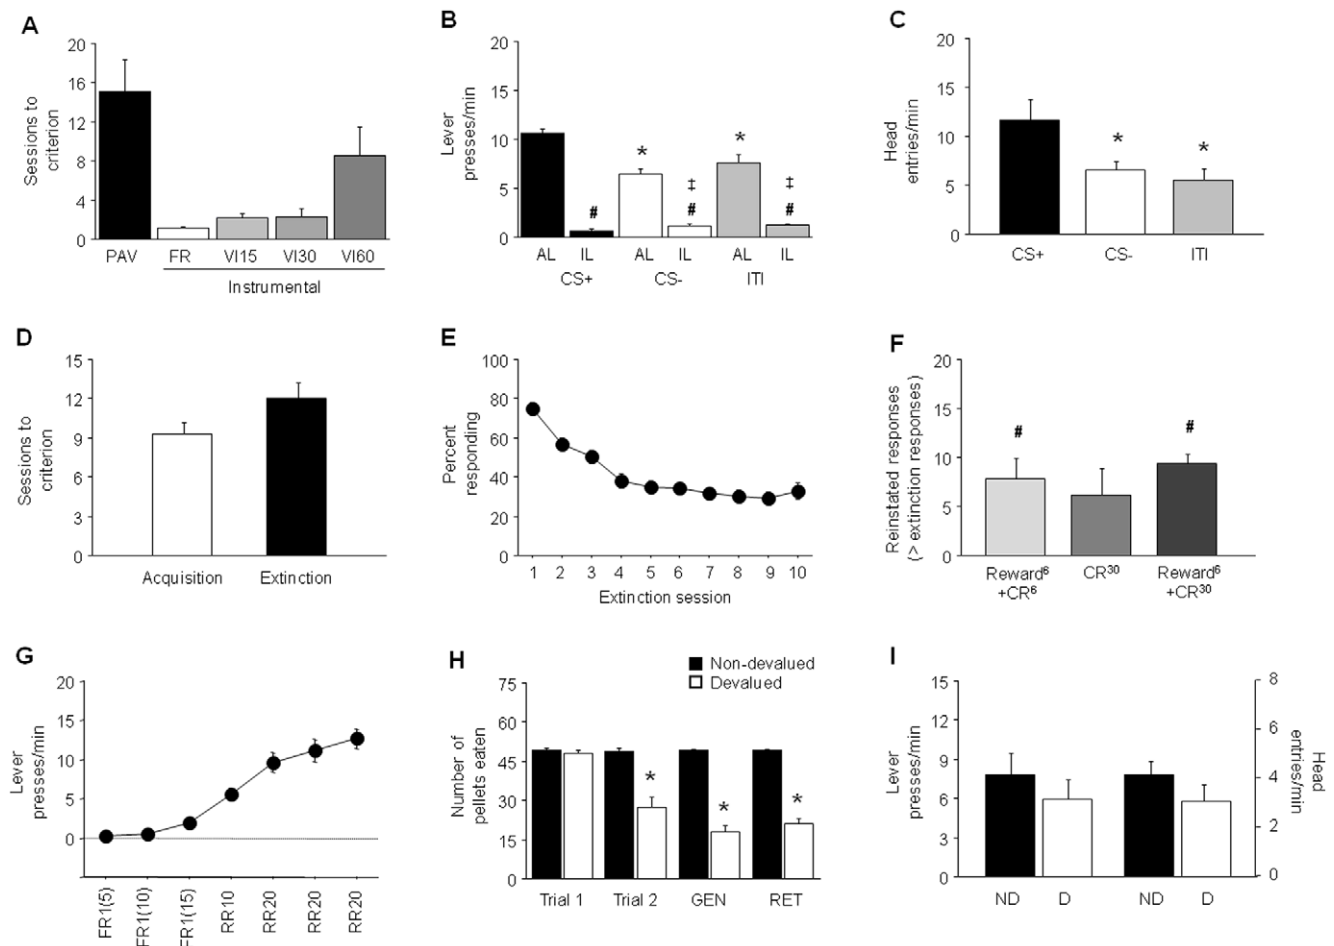 A
Sessions to
criterion
20
16
12
8
4
0
PAV FR VI15 VI30 VI60
Instrumental
B
Lever
presses/min
20
15
10
5
0
* *
# ‡ # ‡ #
AL IL AL IL AL IL
CS+ CS- ITI
C
Head
entries/min
20
15
10
5
0
* *
CS+ CS- ITI
D
Sessions to
criterion
15
12
9
6
3
0
Acquisition Extinction
E
Percent
responding
100
80
60
40
20
0
1 2 3 4 5 6 7 8 9 10
Extinction session
F
Reinstated responses
(> extinction responses)
20
15
10
5
0
# #
Reward⁶ CR³⁰ Reward⁶
+CR⁶ +CR³⁰
G
Lever
presses/min
20
15
10
5
0
FR1(5)
FR1(10)
FR1(15)
RR10
RR20
RR20
RR20
H
Non-devalued
Devalued
Number of
pellets eaten
75
60
45
30
15
0
* * *
Trial 1 Trial 2 GEN RET
I
Lever
presses/min
15
12
9
6
3
0
ND D ND D
8
6
4
2
0
Head
entries/min